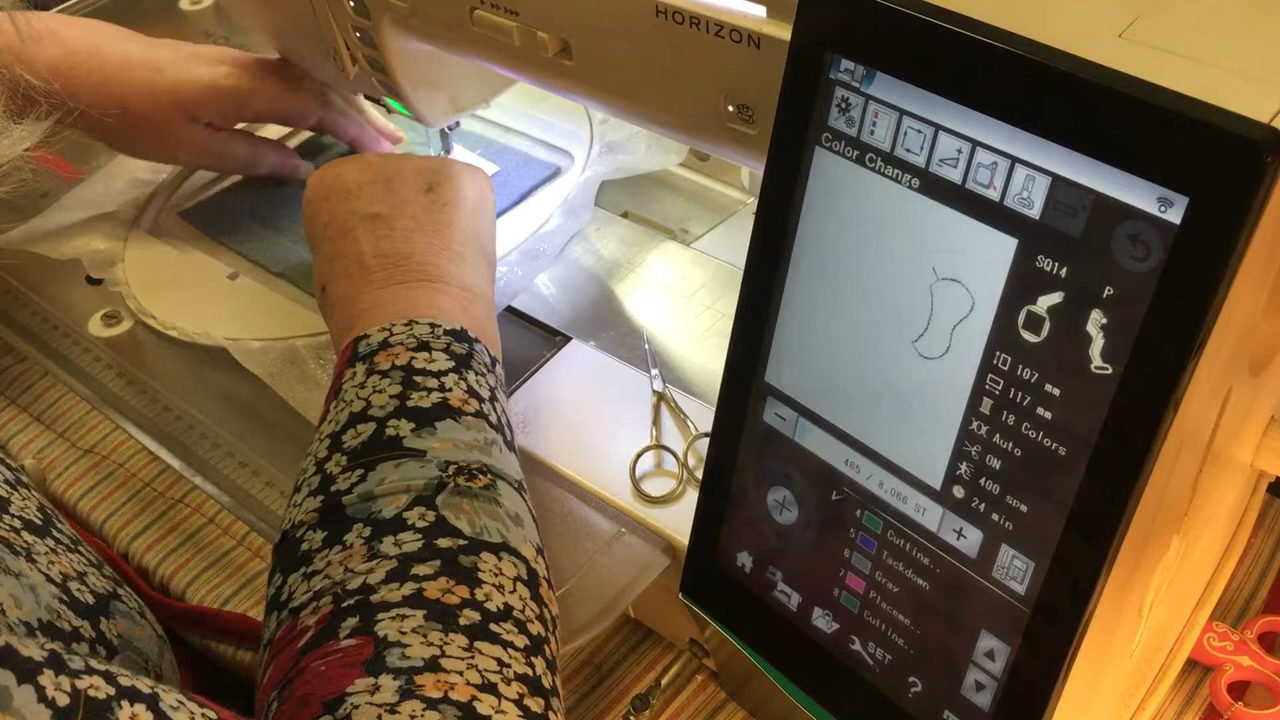 HORIZON
Color Change
SQ14
P
107 mm
117 mm
18 Colors
Auto
ON
400 spm
24 min
465 / 8,066 ST
4 Cutting..
5 Tackdown
6 Gray
7 Placeme..
8 Cutting..
SET
?